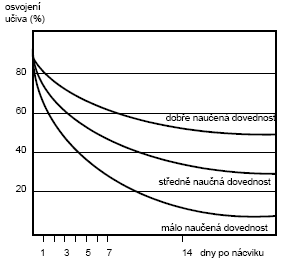 osvojení
učiva (%)
80
dobře naučená dovednost
60
40
středně naučná dovednost
20
málo naučená dovednost
1 3 5 7 14 dny po nácviku